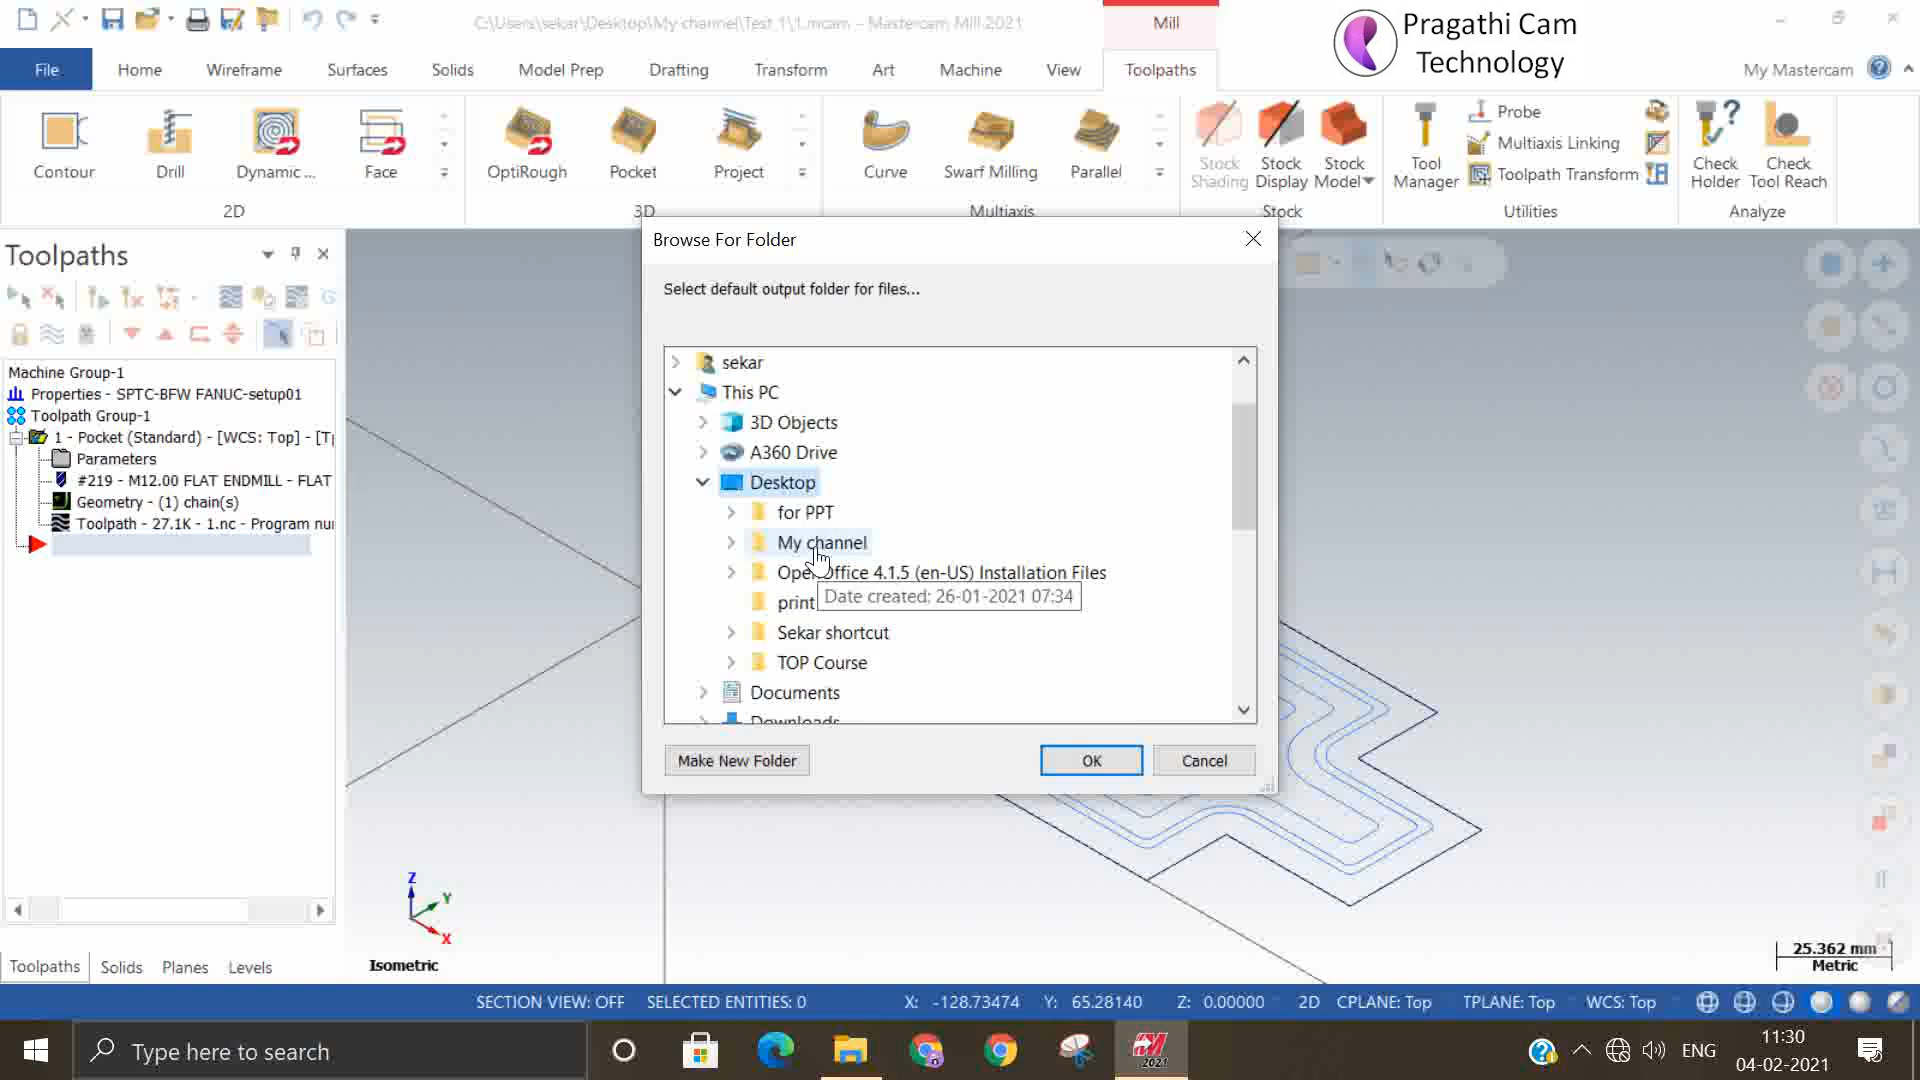 C:\Users\sekar\Desktop\My channel\Test 1\1.mcam - Mastercam Mill 2021
Mill
Pragathi Cam
Technology
File Home Wireframe Surfaces Solids Model Prep Drafting Transform Art Machine View Toolpaths My Mastercam
Contour Drill Dynamic ... Face
2D
OptiRough Pocket Project
3D
Curve Swarf Milling Parallel
Multiaxis
Stock Shading
Stock Display
Stock Model
Stock
Tool Manager
Probe
Multiaxis Linking
Toolpath Transform
Utilities
Check Holder
Check Tool Reach
Analyze
Toolpaths
Machine Group-1
Properties - SPTC-BFW FANUC-setup01
Toolpath Group-1
1 - Pocket (Standard) - [WCS: Top] - [T
Parameters
#219 - M12.00 FLAT ENDMILL - FLAT
Geometry - (1) chain(s)
Toolpath - 27.1K - 1.nc - Program nu
Browse For Folder
Select default output folder for files...
sekar
This PC
3D Objects
A360 Drive
Desktop
for PPT
My channel
OpenOffice 4.1.5 (en-US) Installation Files
print
Date created: 26-01-2021 07:34
Sekar shortcut
TOP Course
Documents
Downloads
Make New Folder OK Cancel
Z
Y
X
Isometric
25.362 mm
Metric
Toolpaths Solids Planes Levels
SECTION VIEW: OFF SELECTED ENTITIES: 0 X: -128.73474 Y: 65.28140 Z: 0.00000 2D CPLANE: Top TPLANE: Top WCS: Top
Type here to search
2021
ENG
11:30
04-02-2021